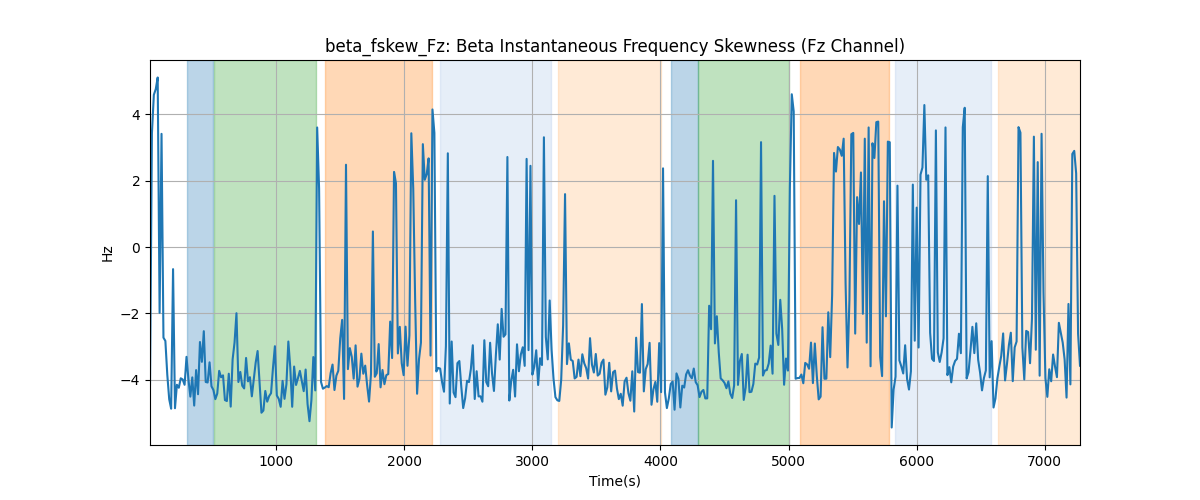 beta_fskew_Fz: Beta Instantaneous Frequency Skewness (Fz Channel)
4
2
0
−2
−4
Hz
1000 2000 3000 4000 5000 6000 7000
Time(s)